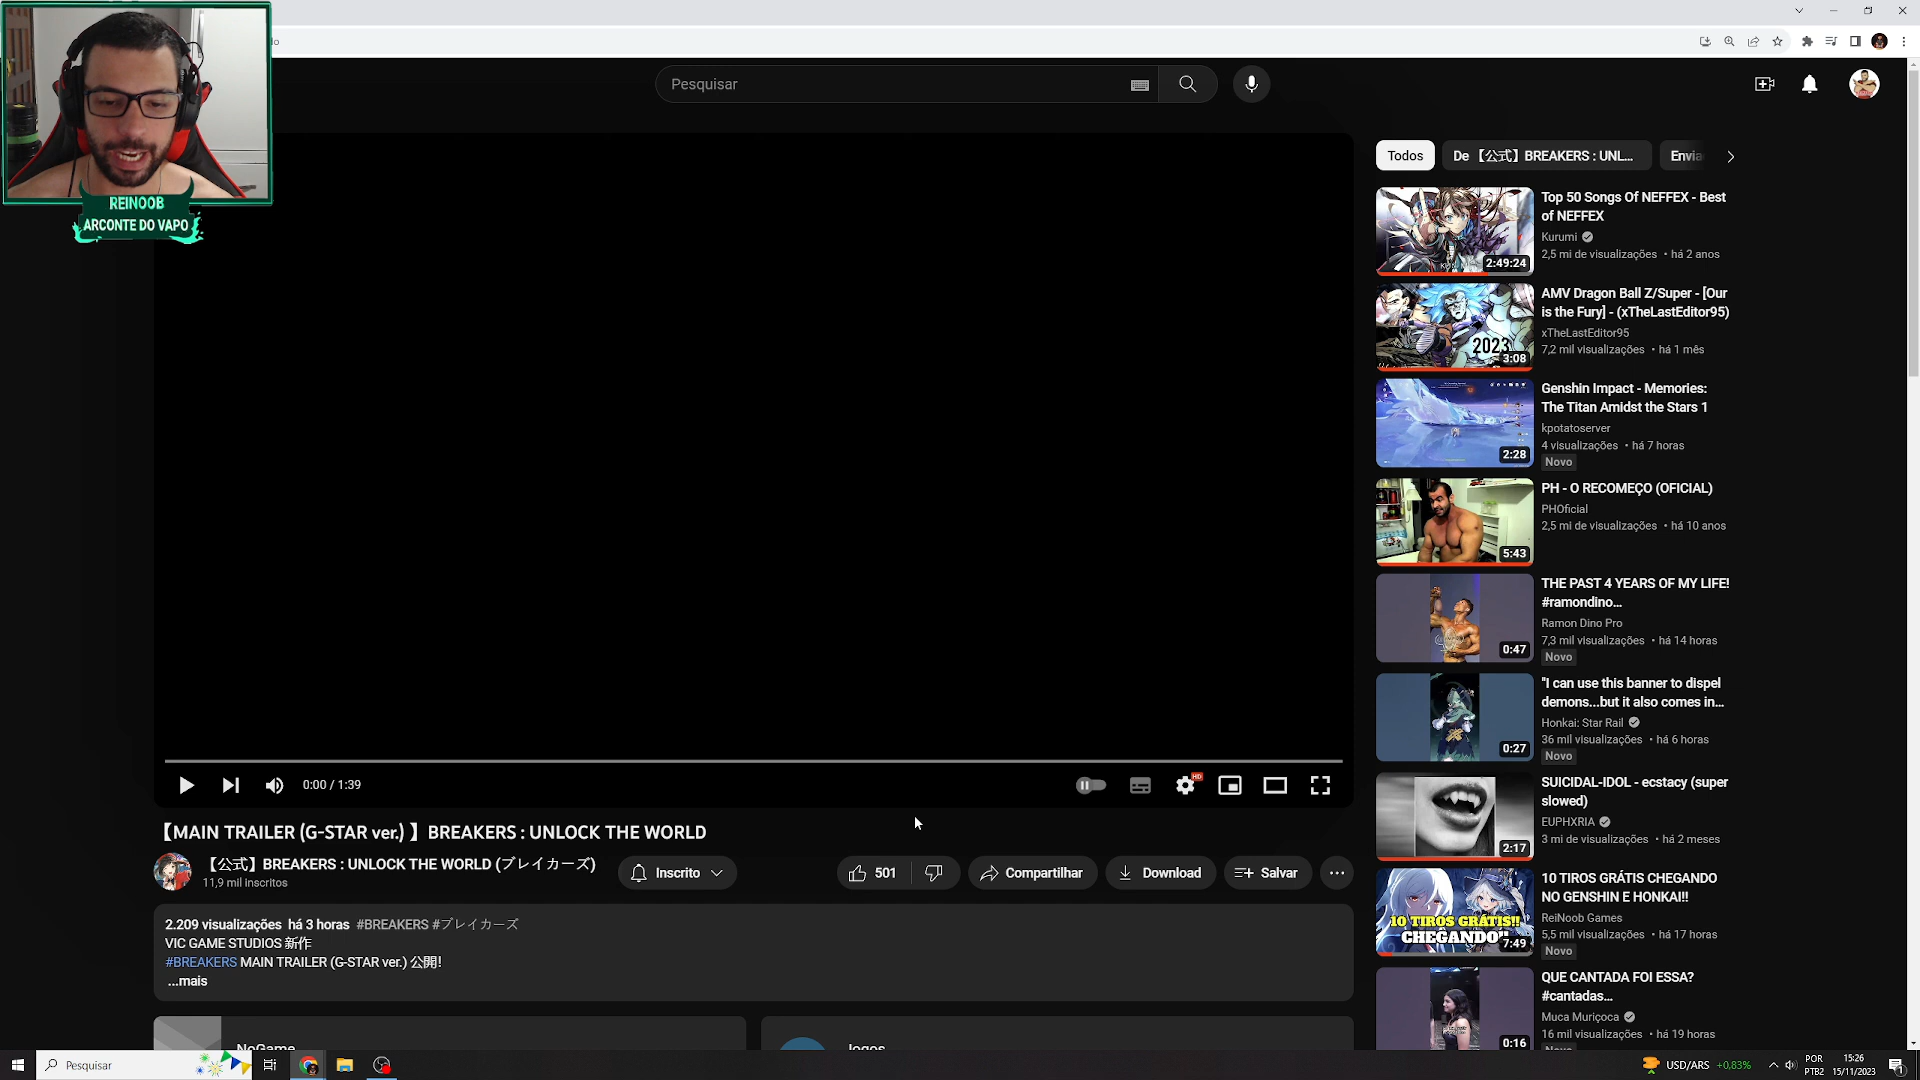 Pesquisar
REINOOB
ARCONTE DO VAPO
Todos
De 【公式】BREAKERS : UNL...
Envia
Top 50 Songs Of NEFFEX - Best
of NEFFEX
Kurumi
2,5 mi de visualizações • há 2 anos
2:49:24
AMV Dragon Ball Z/Super - [Our
is the Fury] - (xTheLastEditor95)
xTheLastEditor95
7,2 mil visualizações • há 1 mês
2023
3:08
Genshin Impact - Memories:
The Titan Amidst the Stars 1
kpotatoserver
4 visualizações • há 7 horas
Novo
2:28
PH - O RECOMEÇO (OFICIAL)
PHOficial
2,5 mi de visualizações • há 10 anos
5:43
THE PAST 4 YEARS OF MY LIFE!
#ramondino...
Ramon Dino Pro
7,3 mil visualizações • há 14 horas
Novo
0:47
"I can use this banner to dispel
demons...but it also comes in...
Honkai: Star Rail
36 mil visualizações • há 6 horas
Novo
0:27
SUICIDAL-IDOL - ecstacy (super
slowed)
EUPHXRIA
3 mi de visualizações • há 2 meses
2:17
10 TIROS GRÁTIS CHEGANDO
NO GENSHIN E HONKAI!!
ReiNoob Games
5,5 mil visualizações • há 17 horas
Novo
10 TIROS GRÁTIS!!
CHEGANDO!!
7:49
QUE CANTADA FOI ESSA?
#cantadas...
Muca Muriçoca
16 mil visualizações • há 19 horas
0:16
0:00 / 1:39
HD
【MAIN TRAILER (G-STAR ver.) 】BREAKERS : UNLOCK THE WORLD
【公式】BREAKERS : UNLOCK THE WORLD (ブレイカーズ)
11,9 mil inscritos
Inscrito
501
Compartilhar
Download
Salvar
2.209 visualizações há 3 horas #BREAKERS #ブレイカーズ
VIC GAME STUDIOS 新作
#BREAKERS MAIN TRAILER (G-STAR ver.) 公開!
...mais
NoGame
Jogos
Pesquisar
USD/ARS +0,83%
POR
PTB2
15:26
15/11/2023
1